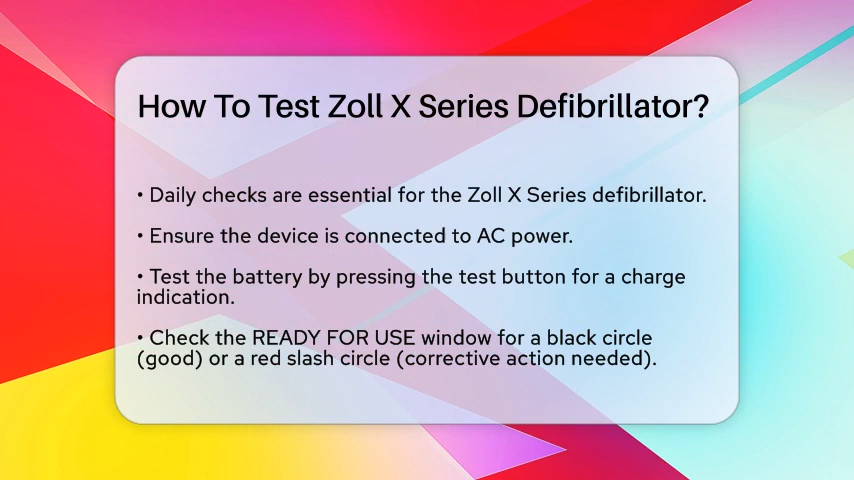 How To Test Zoll X Series Defibrillator?
• Daily checks are essential for the Zoll X Series defibrillator.
• Ensure the device is connected to AC power.
• Test the battery by pressing the test button for a charge
indication.
• Check the READY FOR USE window for a black circle
(good) or a red slash circle (corrective action needed).